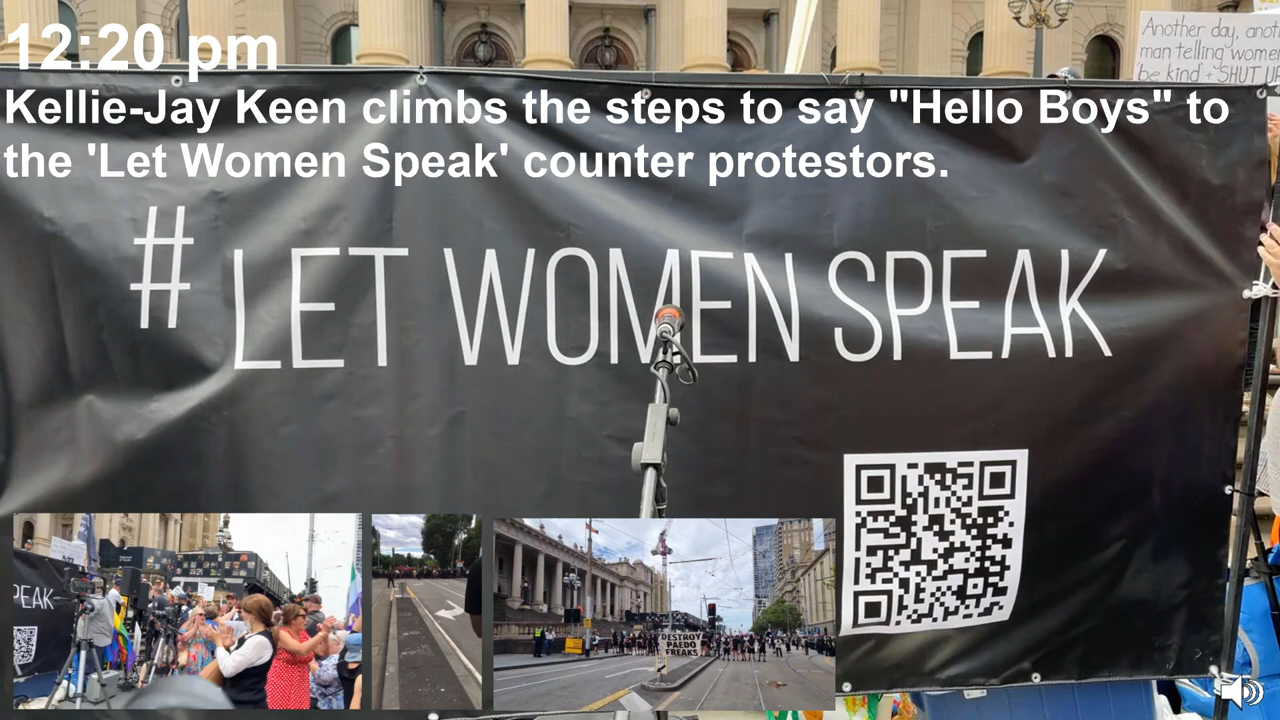 12:20 pm
Another day, anot
man telling women
be kind + SHUT UP
Kellie-Jay Keen climbs the steps to say "Hello Boys" to
the 'Let Women Speak' counter protestors.
# LET WOMEN SPEAK
PEAK
DESTROY
PAEDO
FREAKS